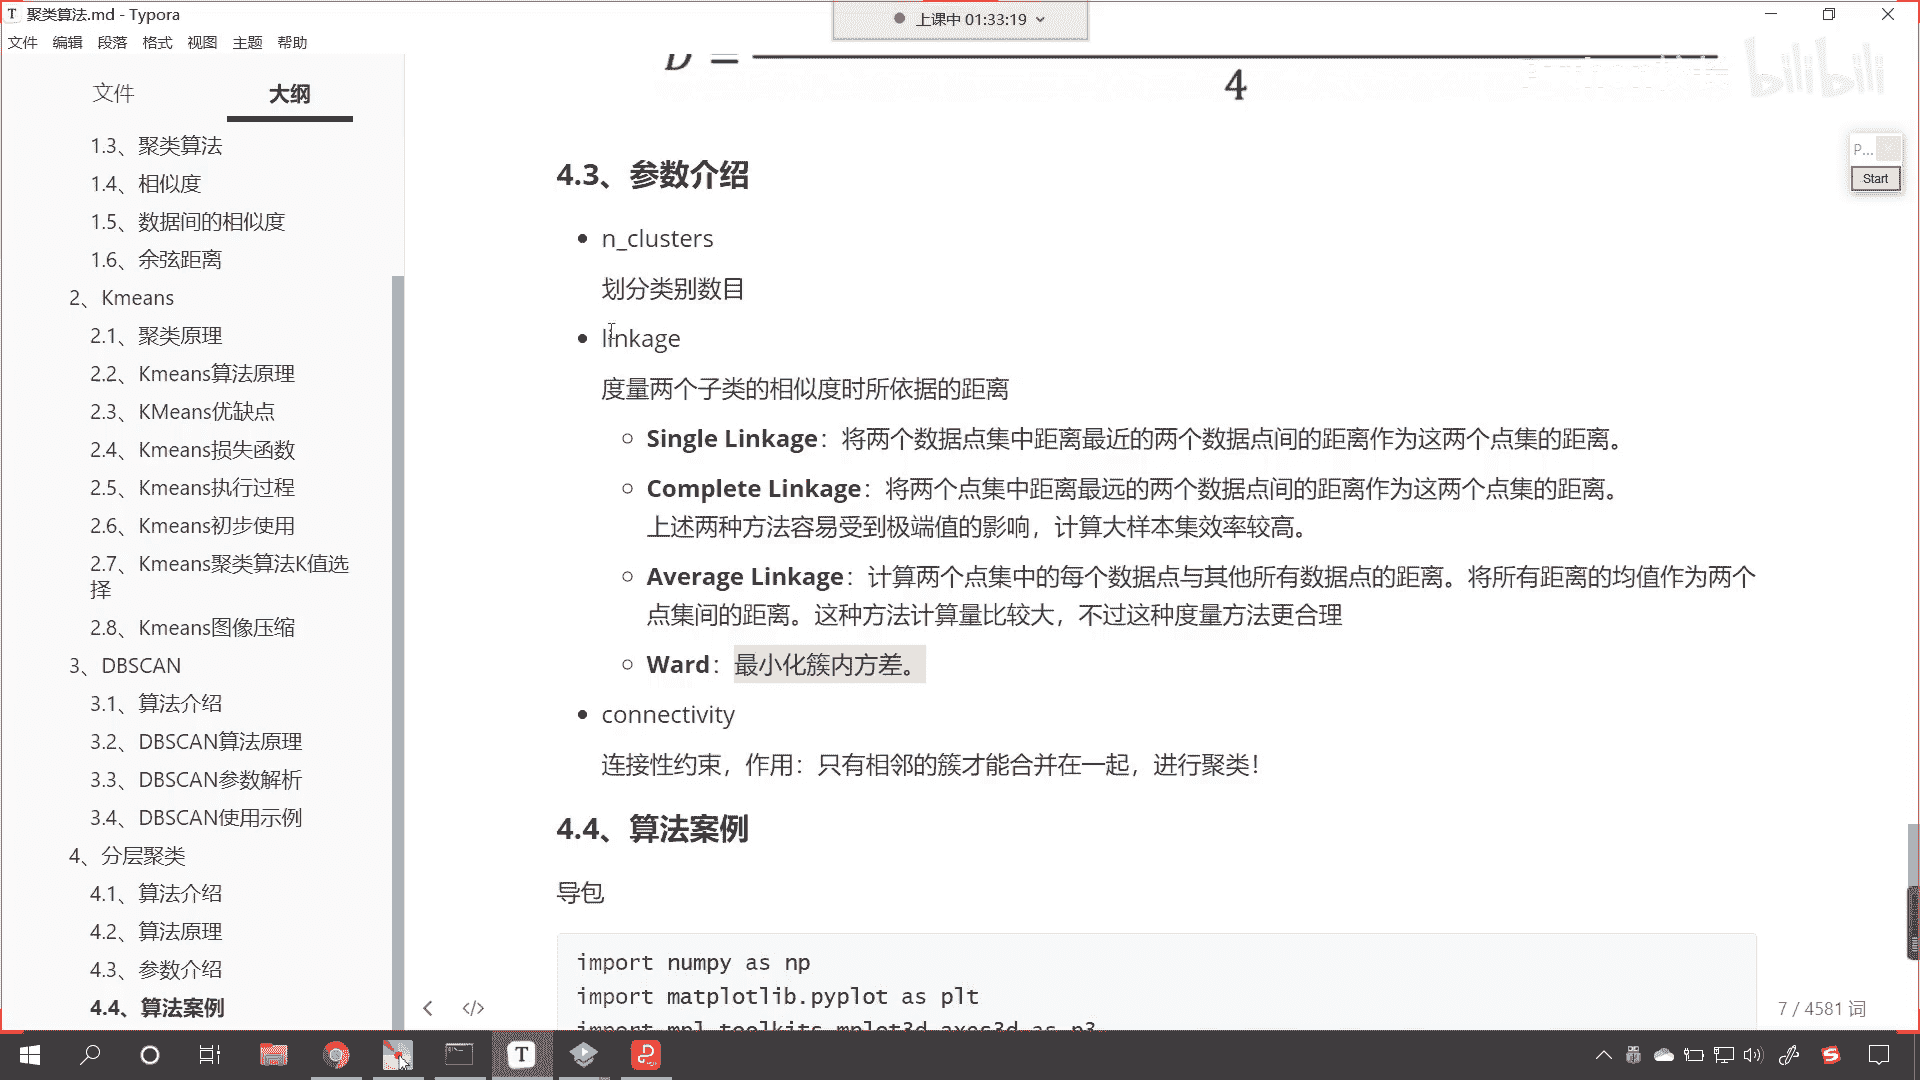 聚类算法.md - Typora
上课中 01:33:19
文件 编辑 段落 格式 视图 主题 帮助
文件 大纲
1.3、聚类算法
1.4、相似度
1.5、数据间的相似度
1.6、余弦距离
2、Kmeans
2.1、聚类原理
2.2、Kmeans算法原理
2.3、KMeans优缺点
2.4、Kmeans损失函数
2.5、Kmeans执行过程
2.6、Kmeans初步使用
2.7、Kmeans聚类算法K值选
择
2.8、Kmeans图像压缩
3、DBSCAN
3.1、算法介绍
3.2、DBSCAN算法原理
3.3、DBSCAN参数解析
3.4、DBSCAN使用示例
4、分层聚类
4.1、算法介绍
4.2、算法原理
4.3、参数介绍
4.4、算法案例
D =
4
bilibili
P...
Start
4.3、参数介绍
n_clusters
划分类别数目
linkage
度量两个子类的相似度时所依据的距离
Single Linkage：将两个数据点集中距离最近的两个数据点间的距离作为这两个点集的距离。
Complete Linkage：将两个点集中距离最远的两个数据点间的距离作为这两个点集的距离。
上述两种方法容易受到极端值的影响，计算大样本集效率较高。
Average Linkage：计算两个点集中的每个数据点与其他所有数据点的距离。将所有距离的均值作为两个
点集间的距离。这种方法计算量比较大，不过这种度量方法更合理
Ward：最小化簇内方差。
connectivity
连接性约束，作用：只有相邻的簇才能合并在一起，进行聚类！
4.4、算法案例
导包
import numpy as np
import matplotlib.pyplot as plt
import mpl_toolkits.mplot3d.axes3d as p3
7 / 4581 词